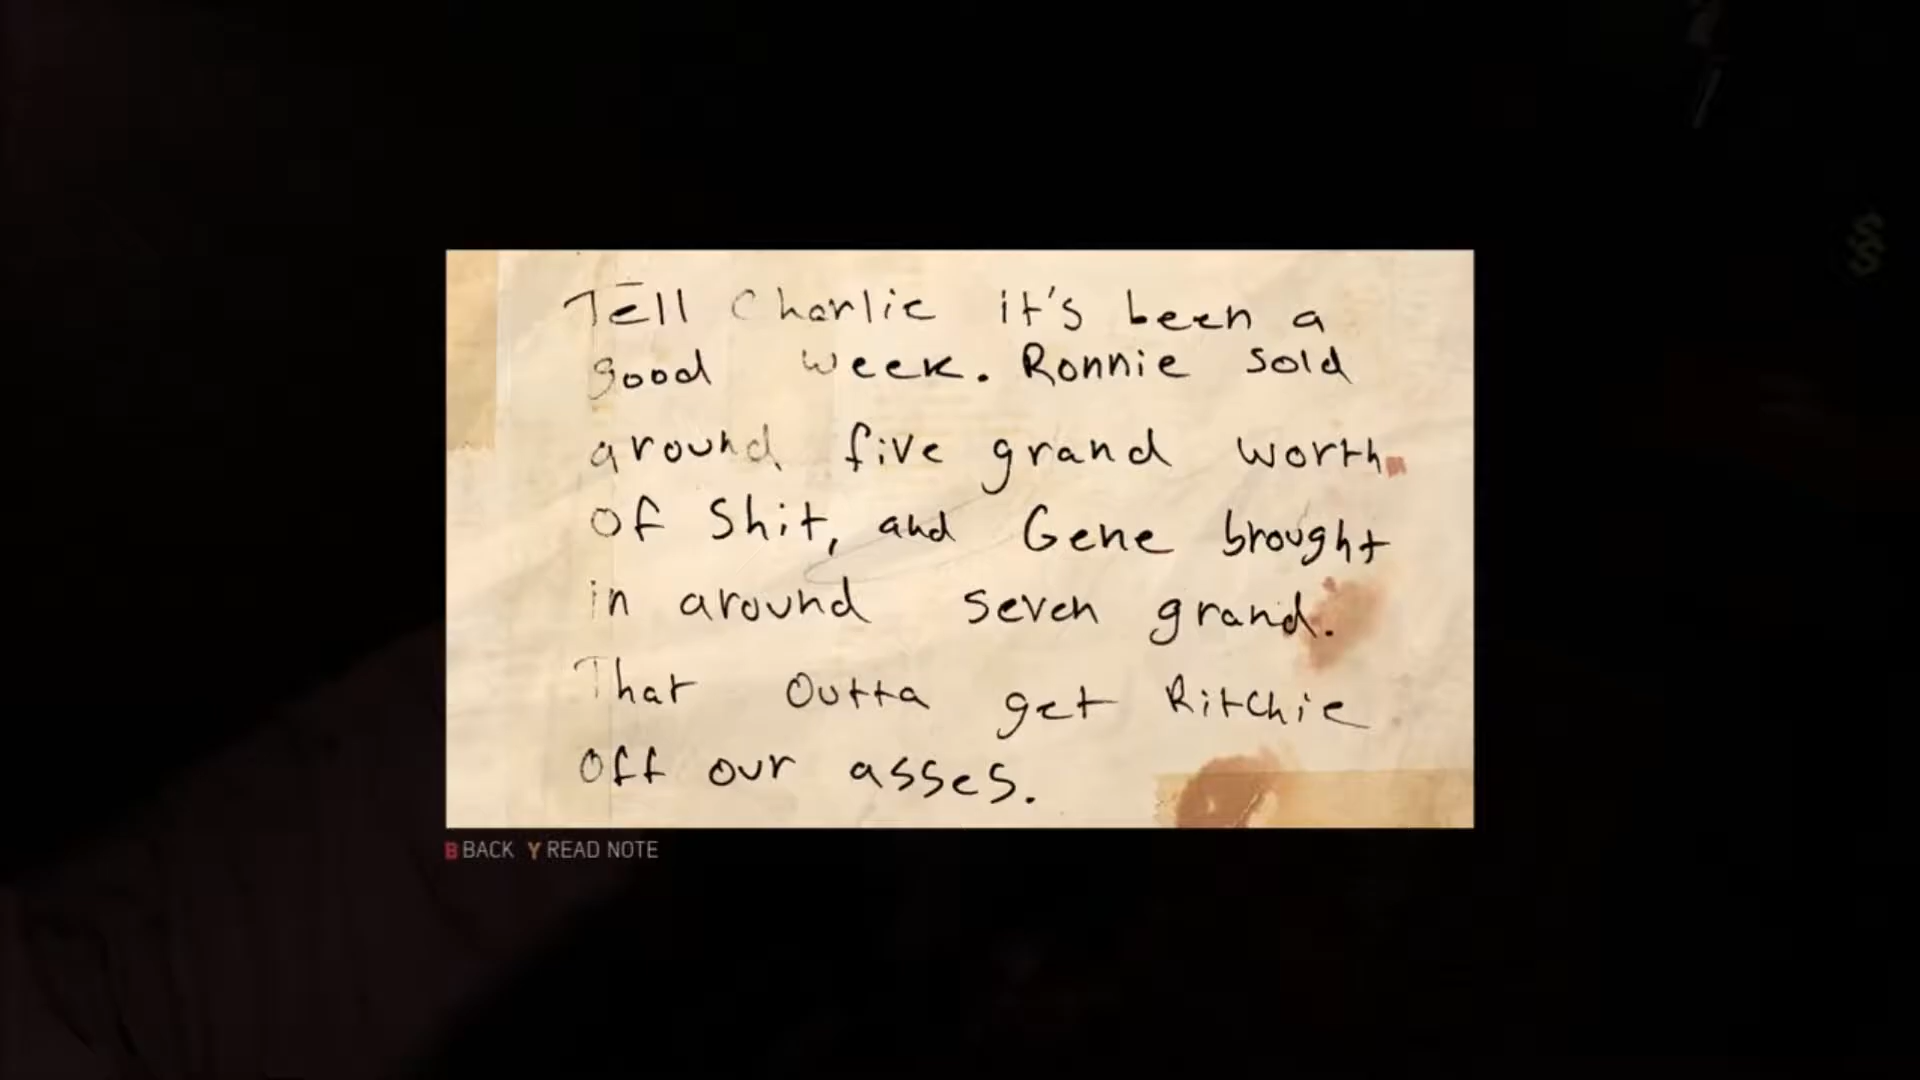 Tell Charlie it's been a
good week. Ronnie sold
around five grand worth
of shit, and Gene brought
in around seven grand.
That outta get Ritchie
off our asses.
B BACK Y READ NOTE